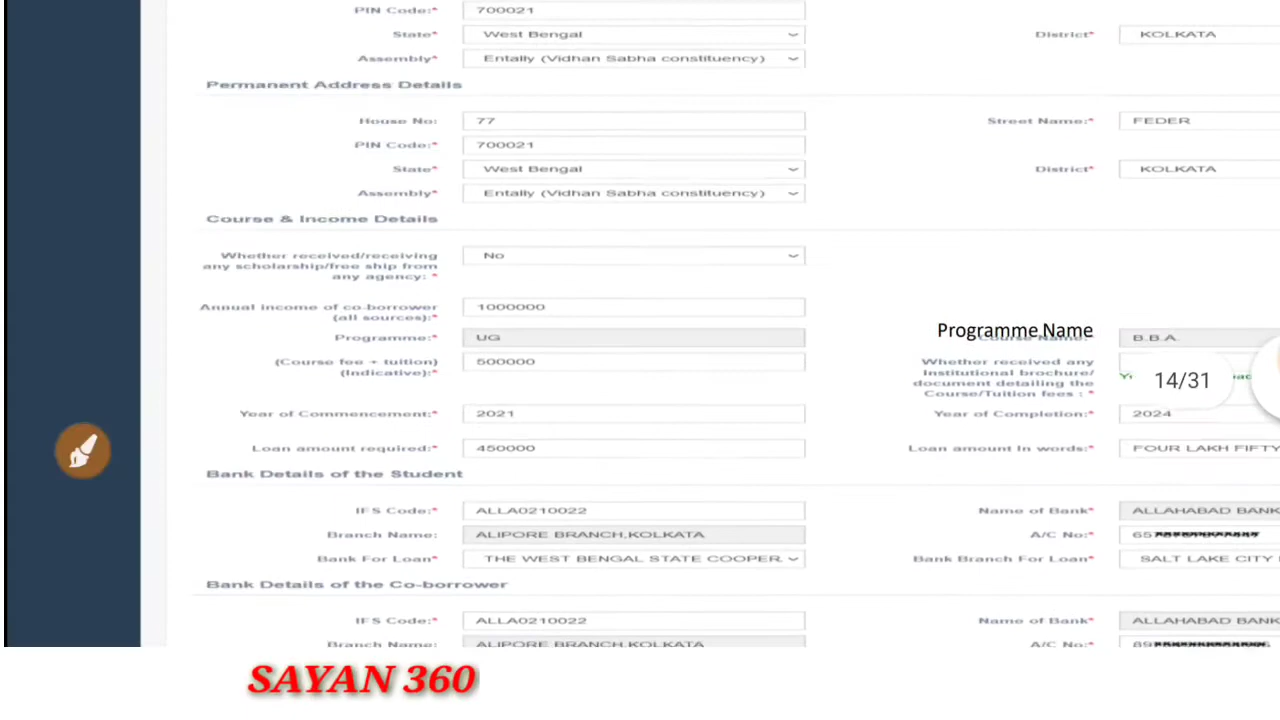 PIN Code:* 700021
State* West Bengal District* KOLKATA
Assembly* Entally (Vidhan Sabha constituency)
Permanent Address Details
House No: 77 Street Name:* FEDER
PIN Code:* 700021
State* West Bengal District* KOLKATA
Assembly* Entally (Vidhan Sabha constituency)
Course & Income Details
Whether received/receiving
any scholarship/free ship from
any agency: *
No
Annual income of co-borrower
(all sources):*
1000000
Programme Name
Programme:* UG B.B.A.
(Course fee + tuition)
(Indicative):*
500000
Whether received any
Institutional brochure/
document detailing the
Course/Tuition fees : *
14/31
Year of Commencement:* 2021 Year of Completion:* 2024
Loan amount required:* 450000 Loan amount In words:* FOUR LAKH FIFTY
Bank Details of the Student
IFS Code:* ALLA0210022 Name of Bank* ALLAHABAD BANK
Branch Name: ALIPORE BRANCH,KOLKATA A/C No:* 65
Bank For Loan* THE WEST BENGAL STATE COOPER. Bank Branch For Loan* SALT LAKE CITY
Bank Details of the Co-borrower
IFS Code:* ALLA0210022 Name of Bank* ALLAHABAD BANK
Branch Name: ALIPORE BRANCH,KOLKATA A/C No:*
SAYAN 360